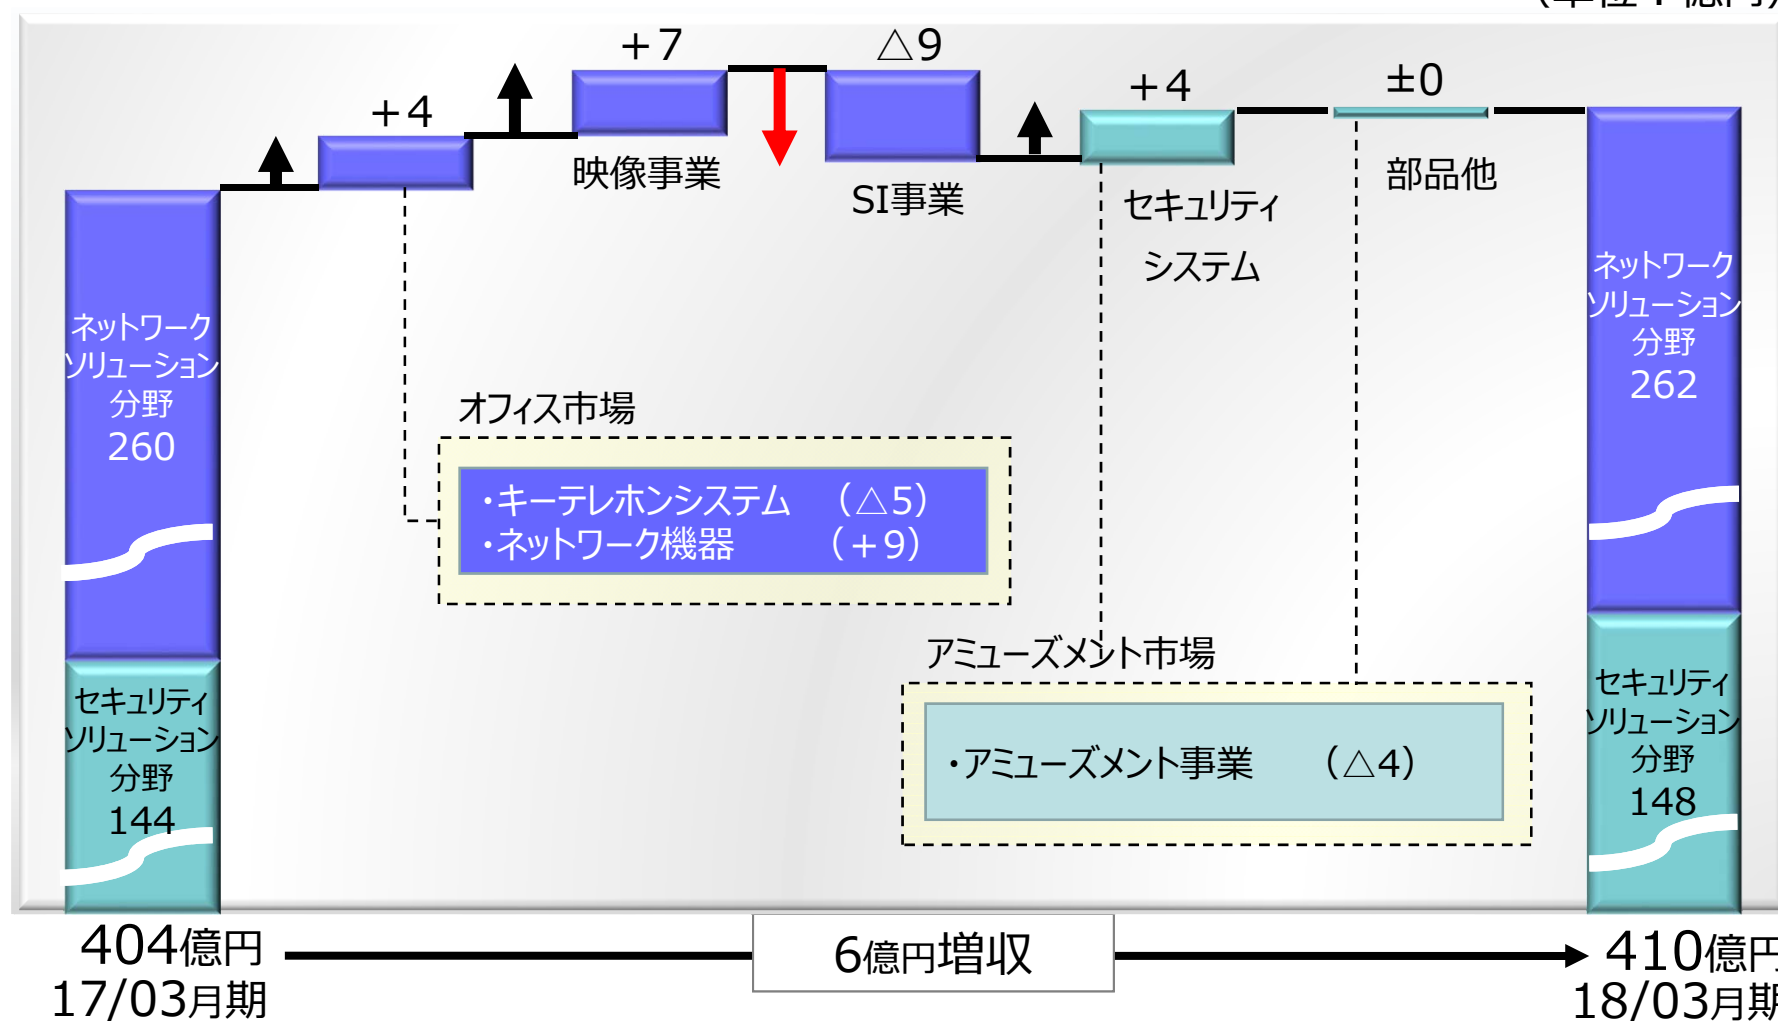 (単位:億円)
+4
+7
△9
+4
±0
映像事業
SI事業
セキュリティ
システム
部品他
ネットワーク
ソリューション
分野
260
セキュリティ
ソリューション
分野
144
オフィス市場
・キーテレホンシステム (△5)
・ネットワーク機器 (+9)
アミューズメント市場
・アミューズメント事業 (△4)
ネットワーク
ソリューション
分野
262
セキュリティ
ソリューション
分野
148
404億円
17/03月期
6億円増収
410億円
18/03月期